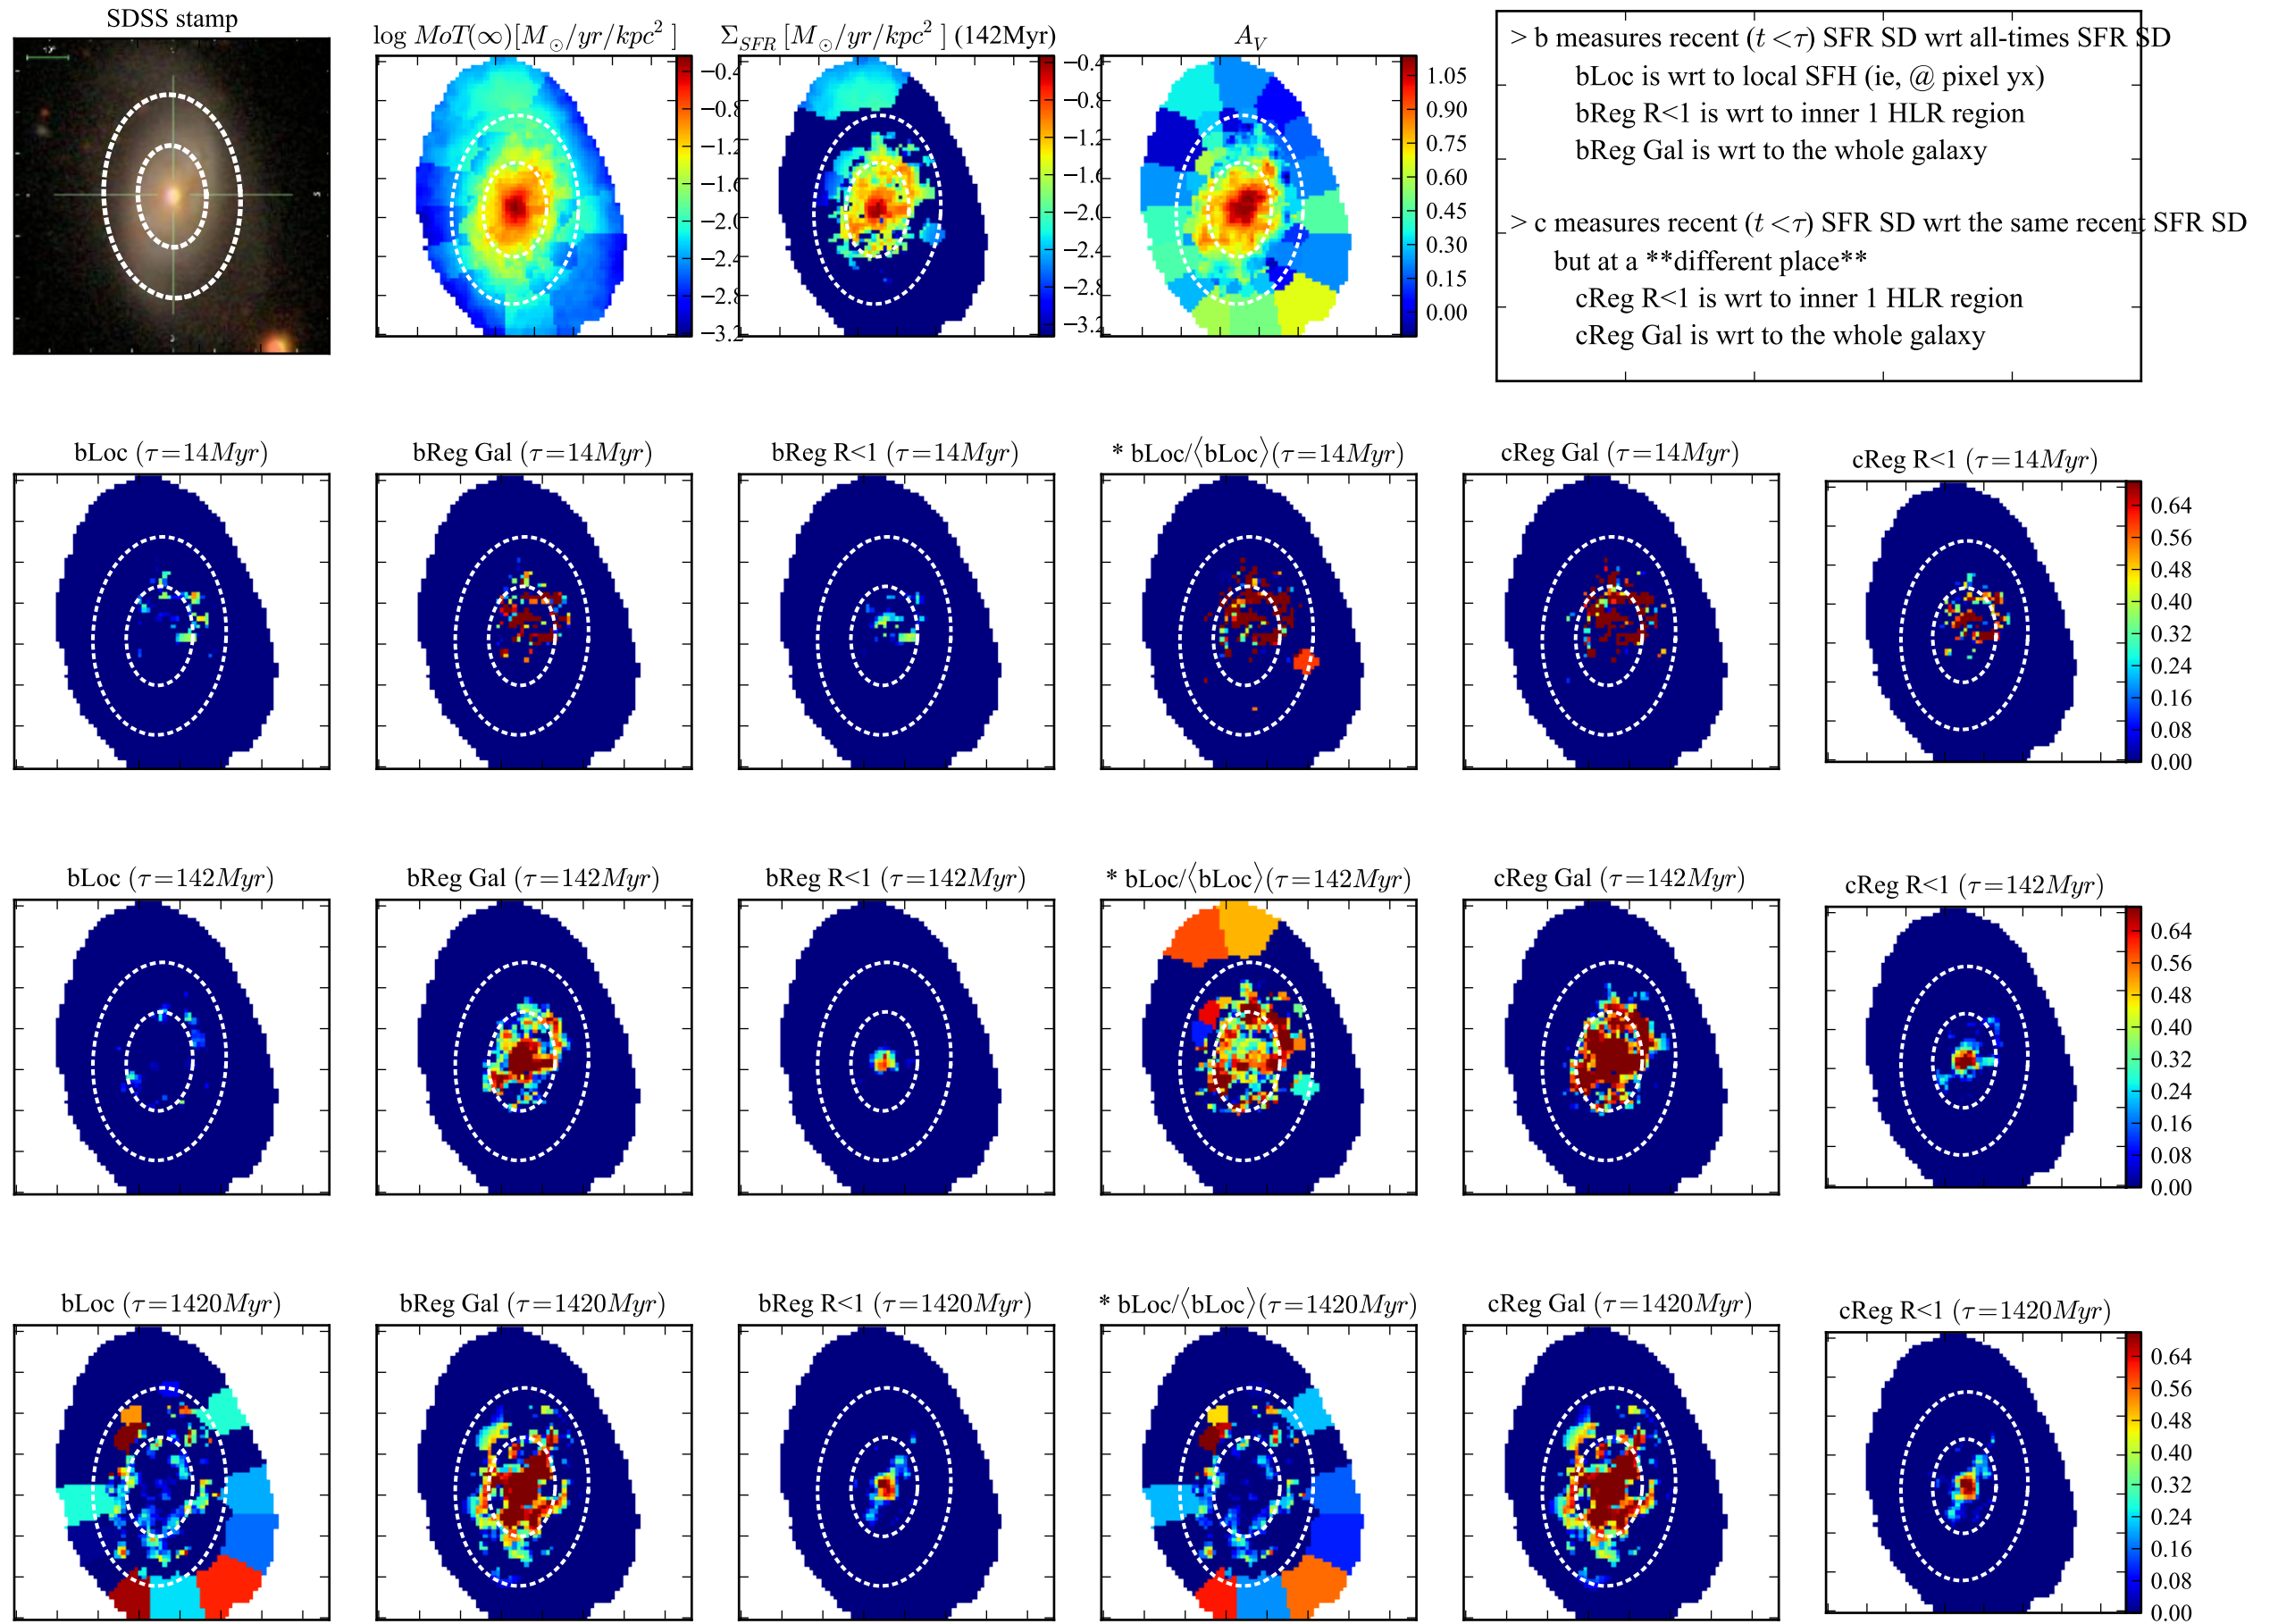 SDSS stamp
log MoT(∞)[M⊙/yr/kpc² ]
Σ_SFR [M⊙/yr/kpc² ] (142Myr)
A_V
−0.4
−0.8
−1.2
−1.6
−2.0
−2.4
−2.8
−3.2
−0.4
−0.8
−1.2
−1.6
−2.0
−2.4
−2.8
−3.2
1.05
0.90
0.75
0.60
0.45
0.30
0.15
0.00
> b measures recent (t <τ) SFR SD wrt all-times SFR SD
bLoc is wrt to local SFH (ie, @ pixel yx)
bReg R<1 is wrt to inner 1 HLR region
bReg Gal is wrt to the whole galaxy
> c measures recent (t <τ) SFR SD wrt the same recent SFR SD
but at a **different place**
cReg R<1 is wrt to inner 1 HLR region
cReg Gal is wrt to the whole galaxy
bLoc (τ=14Myr)
bReg Gal (τ=14Myr)
bReg R<1 (τ=14Myr)
* bLoc/⟨bLoc⟩(τ=14Myr)
cReg Gal (τ=14Myr)
cReg R<1 (τ=14Myr)
0.64
0.56
0.48
0.40
0.32
0.24
0.16
0.08
0.00
bLoc (τ=142Myr)
bReg Gal (τ=142Myr)
bReg R<1 (τ=142Myr)
* bLoc/⟨bLoc⟩(τ=142Myr)
cReg Gal (τ=142Myr)
cReg R<1 (τ=142Myr)
0.64
0.56
0.48
0.40
0.32
0.24
0.16
0.08
0.00
bLoc (τ=1420Myr)
bReg Gal (τ=1420Myr)
bReg R<1 (τ=1420Myr)
* bLoc/⟨bLoc⟩(τ=1420Myr)
cReg Gal (τ=1420Myr)
cReg R<1 (τ=1420Myr)
0.64
0.56
0.48
0.40
0.32
0.24
0.16
0.08
0.00